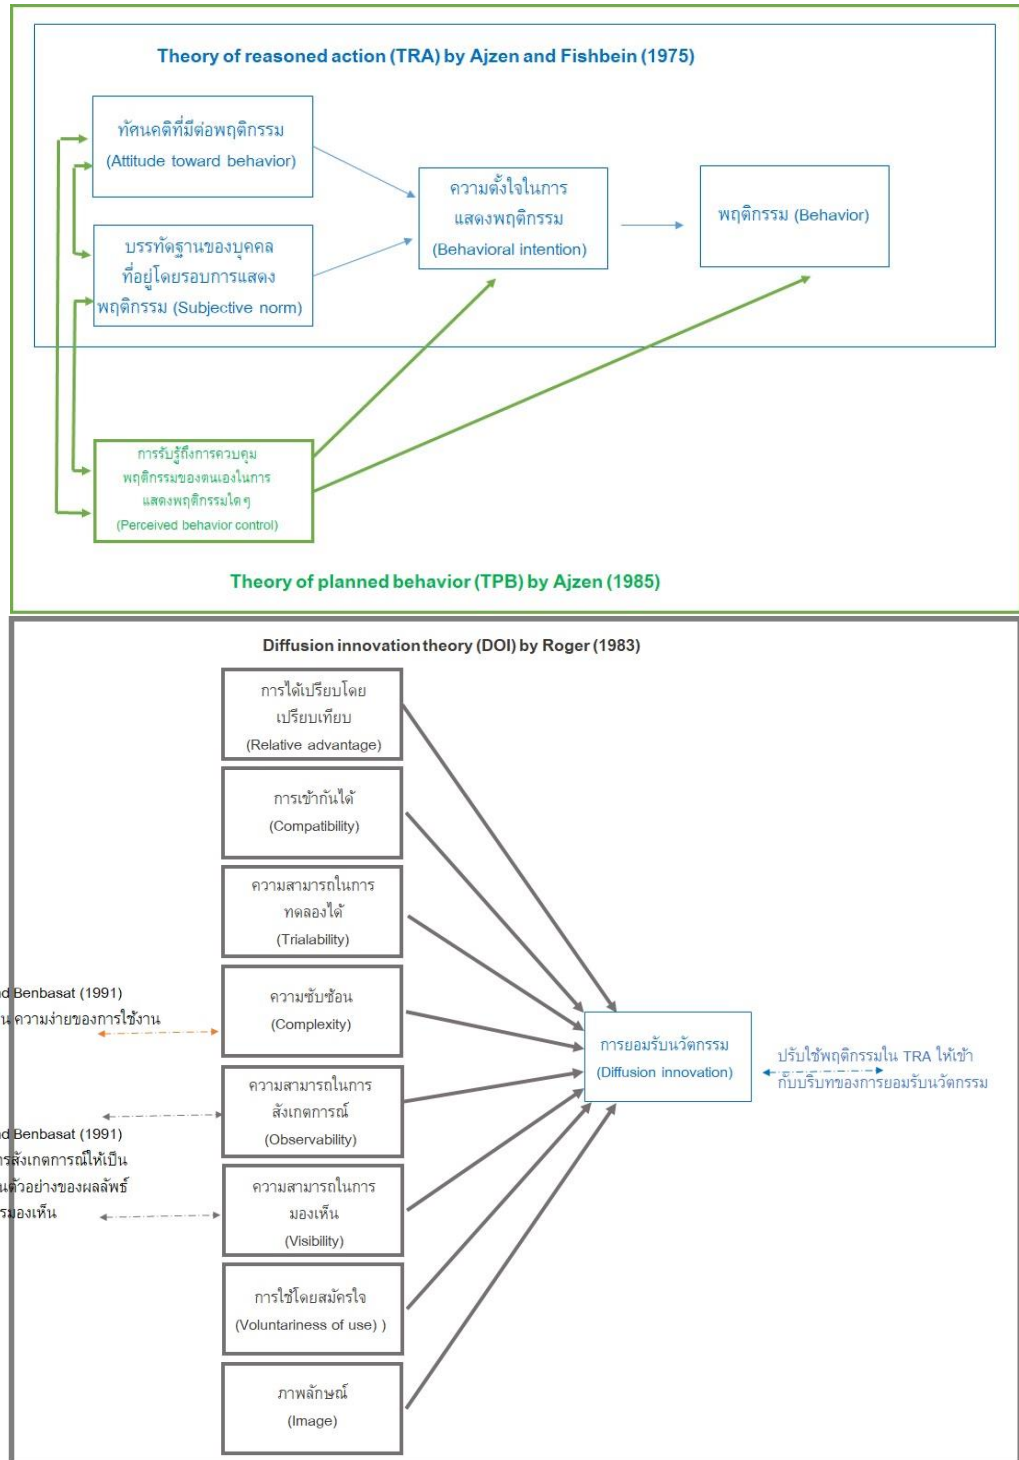 Theory of reasoned action (TRA) by Ajzen and Fishbein (1975)
ทัศนคติที่มีต่อพฤติกรรม
(Attitude toward behavior)
บรรทัดฐานของบุคคล
ที่อยู่โดยรอบการแสดง
พฤติกรรม (Subjective norm)
ความตั้งใจในการ
แสดงพฤติกรรม
(Behavioral intention)
พฤติกรรม (Behavior)
การรับรู้ถึงการควบคุม
พฤติกรรมของตนเองในการ
แสดงพฤติกรรมใดๆ
(Perceived behavior control)
Theory of planned behavior (TPB) by Ajzen (1985)
Diffusion innovation theory (DOI) by Roger (1983)
การได้เปรียบโดย
เปรียบเทียบ
(Relative advantage)
การเข้ากันได้
(Compatibility)
ความสามารถในการ
ทดลองได้
(Trialability)
ความซับซ้อน
(Complexity)
ความสามารถในการ
สังเกตการณ์
(Observability)
ความสามารถในการ
มองเห็น
(Visibility)
การใช้โดยสมัครใจ
(Voluntariness of use) )
ภาพลักษณ์
(Image)
Benbasat (1991)
ความง่ายของการใช้งาน
Benbasat (1991)
สังเกตการณ์ให้เป็น
ตัวอย่างของผลลัพธ์
มองเห็น
การยอมรับนวัตกรรม
(Diffusion innovation)
ปรับใช้พฤติกรรมใน TRA ให้เข้า
กับบริบทของการยอมรับนวัตกรรม